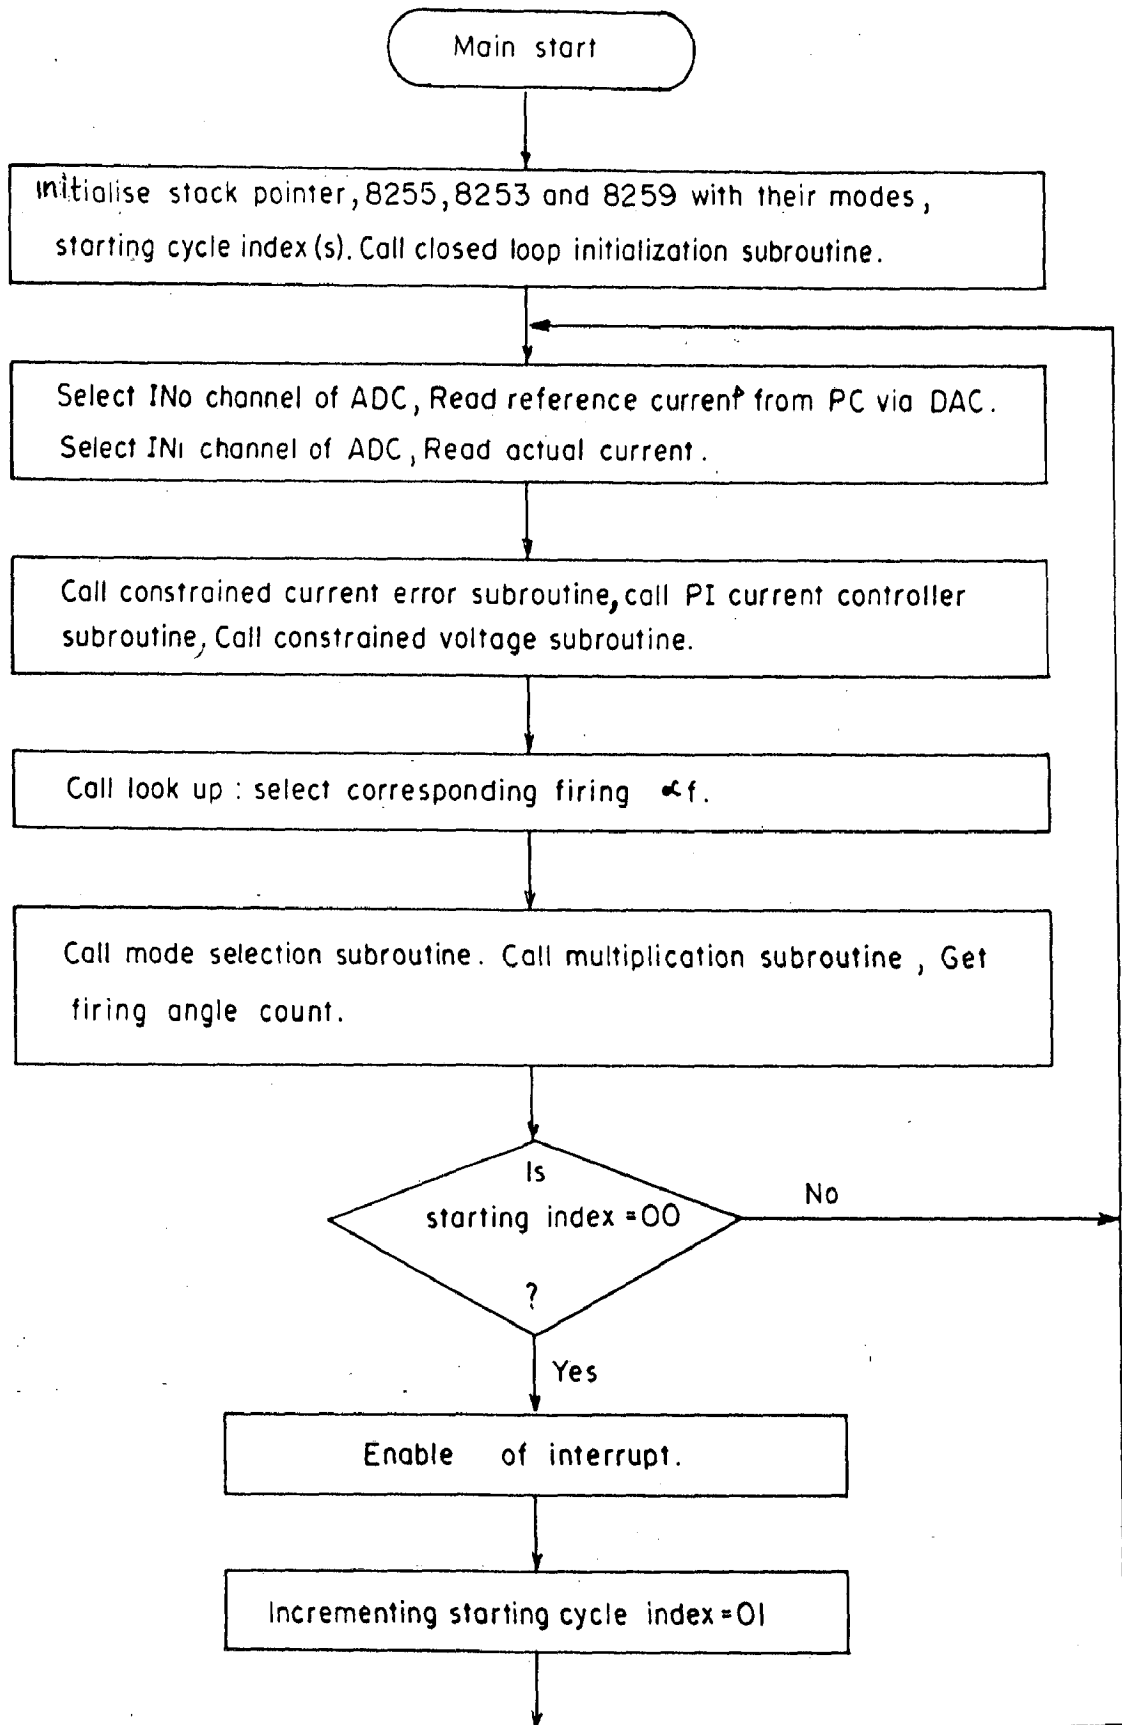 Main start
Initialise stack pointer, 8255, 8253 and 8259 with their modes,
starting cycle index(s). Call closed loop initialization subroutine.
Select IN0 channel of ADC, Read reference current from PC via DAC.
Select IN1 channel of ADC, Read actual current.
Call constrained current error subroutine, call PI current controller
subroutine, Call constrained voltage subroutine.
Call look up : select corresponding firing αf.
Call mode selection subroutine. Call multiplication subroutine, Get
firing angle count.
Is
starting index = 00
?
No
Yes
Enable of interrupt.
Incrementing starting cycle index = 01